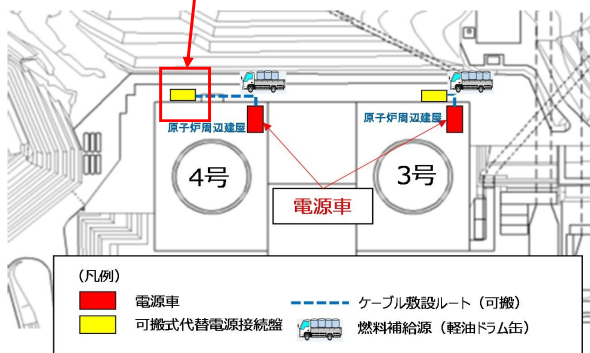 原子炉周辺建屋
原子炉周辺建屋
4号
3号
電源車
(凡例)
電源車
ケーブル敷設ルート(可搬)
可搬式代替電源接続盤
燃料補給源(軽油ドラム缶)